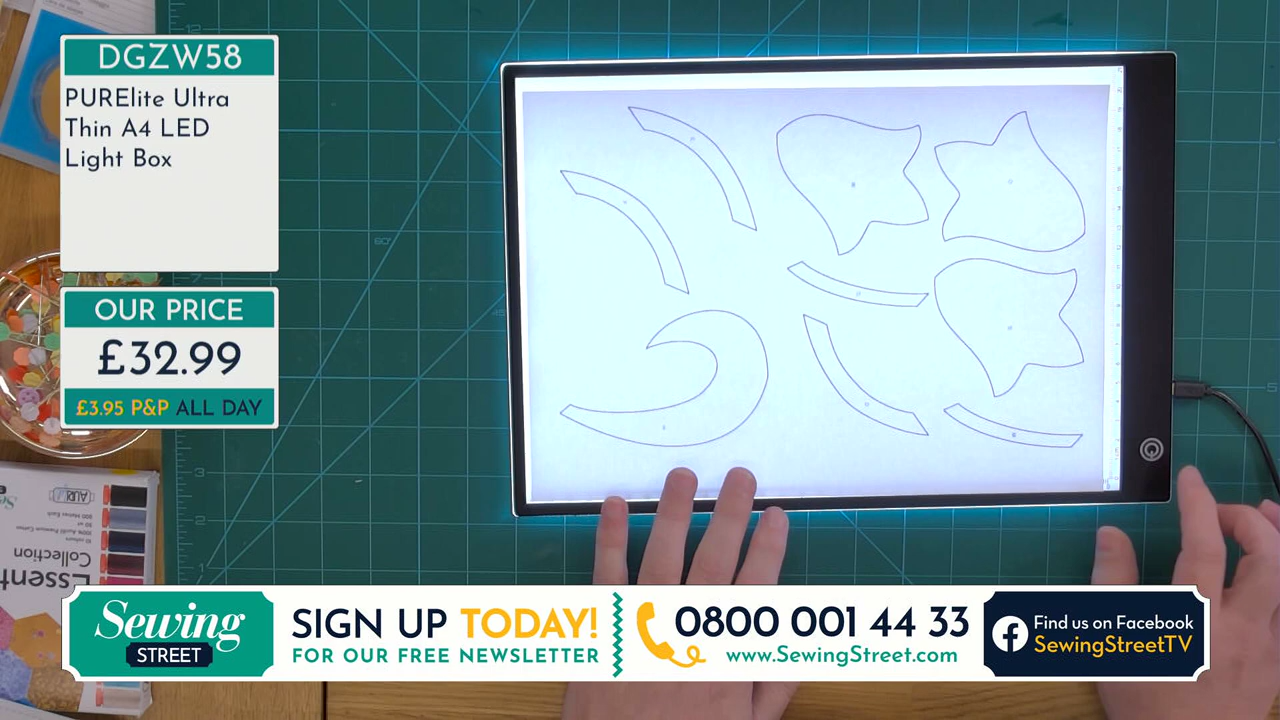 DGZW58
PURElite Ultra
Thin A4 LED
Light Box
OUR PRICE
£32.99
£3.95 P&P ALL DAY
Essent
Collection
Sewing
STREET
SIGN UP TODAY!
FOR OUR FREE NEWSLETTER
0800 001 44 33
www.SewingStreet.com
Find us on Facebook
SewingStreetTV